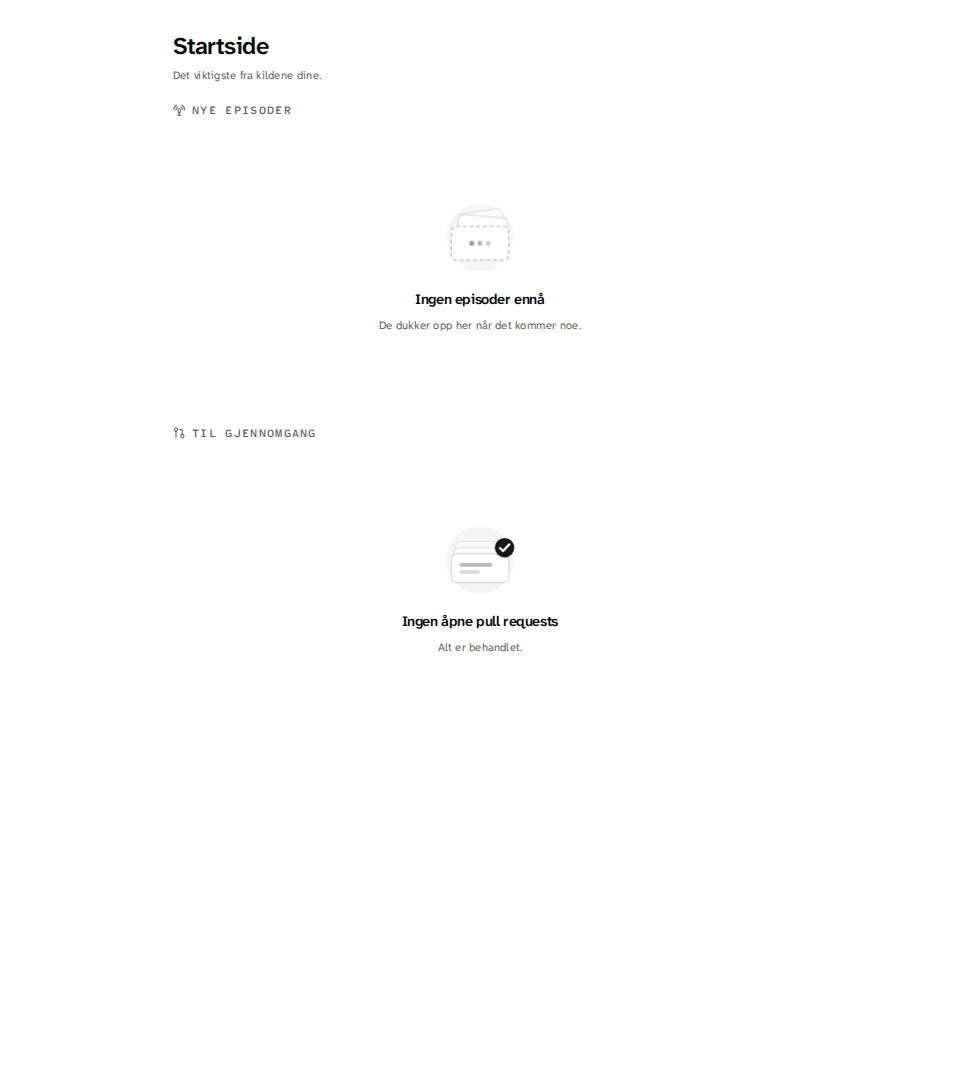 Startside
Det viktigste fra kildene dine.
NYE EPISODER
Ingen episoder ennå
De dukker opp her når det kommer noe.
TIL GJENNOMGANG
Ingen åpne pull requests
Alt er behandlet.